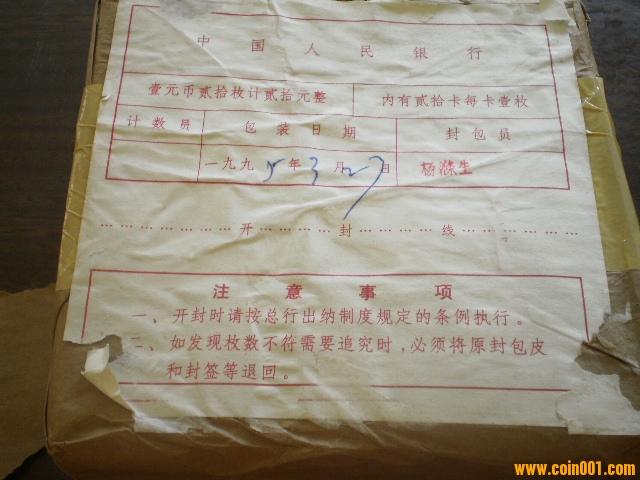 中国人民银行
壹元币贰拾枚计贰拾元整 内有贰拾卡每卡壹枚
计数员 包装日期 封包员
一九九5年3月27日 杨滌生
………………开………………封………………线………………
注意事项
一、开封时请按总行出纳制度规定的条例执行。
二、如发现枚数不符需要追究时，必须将原封包皮
和封签等退回。
www.coin001.com